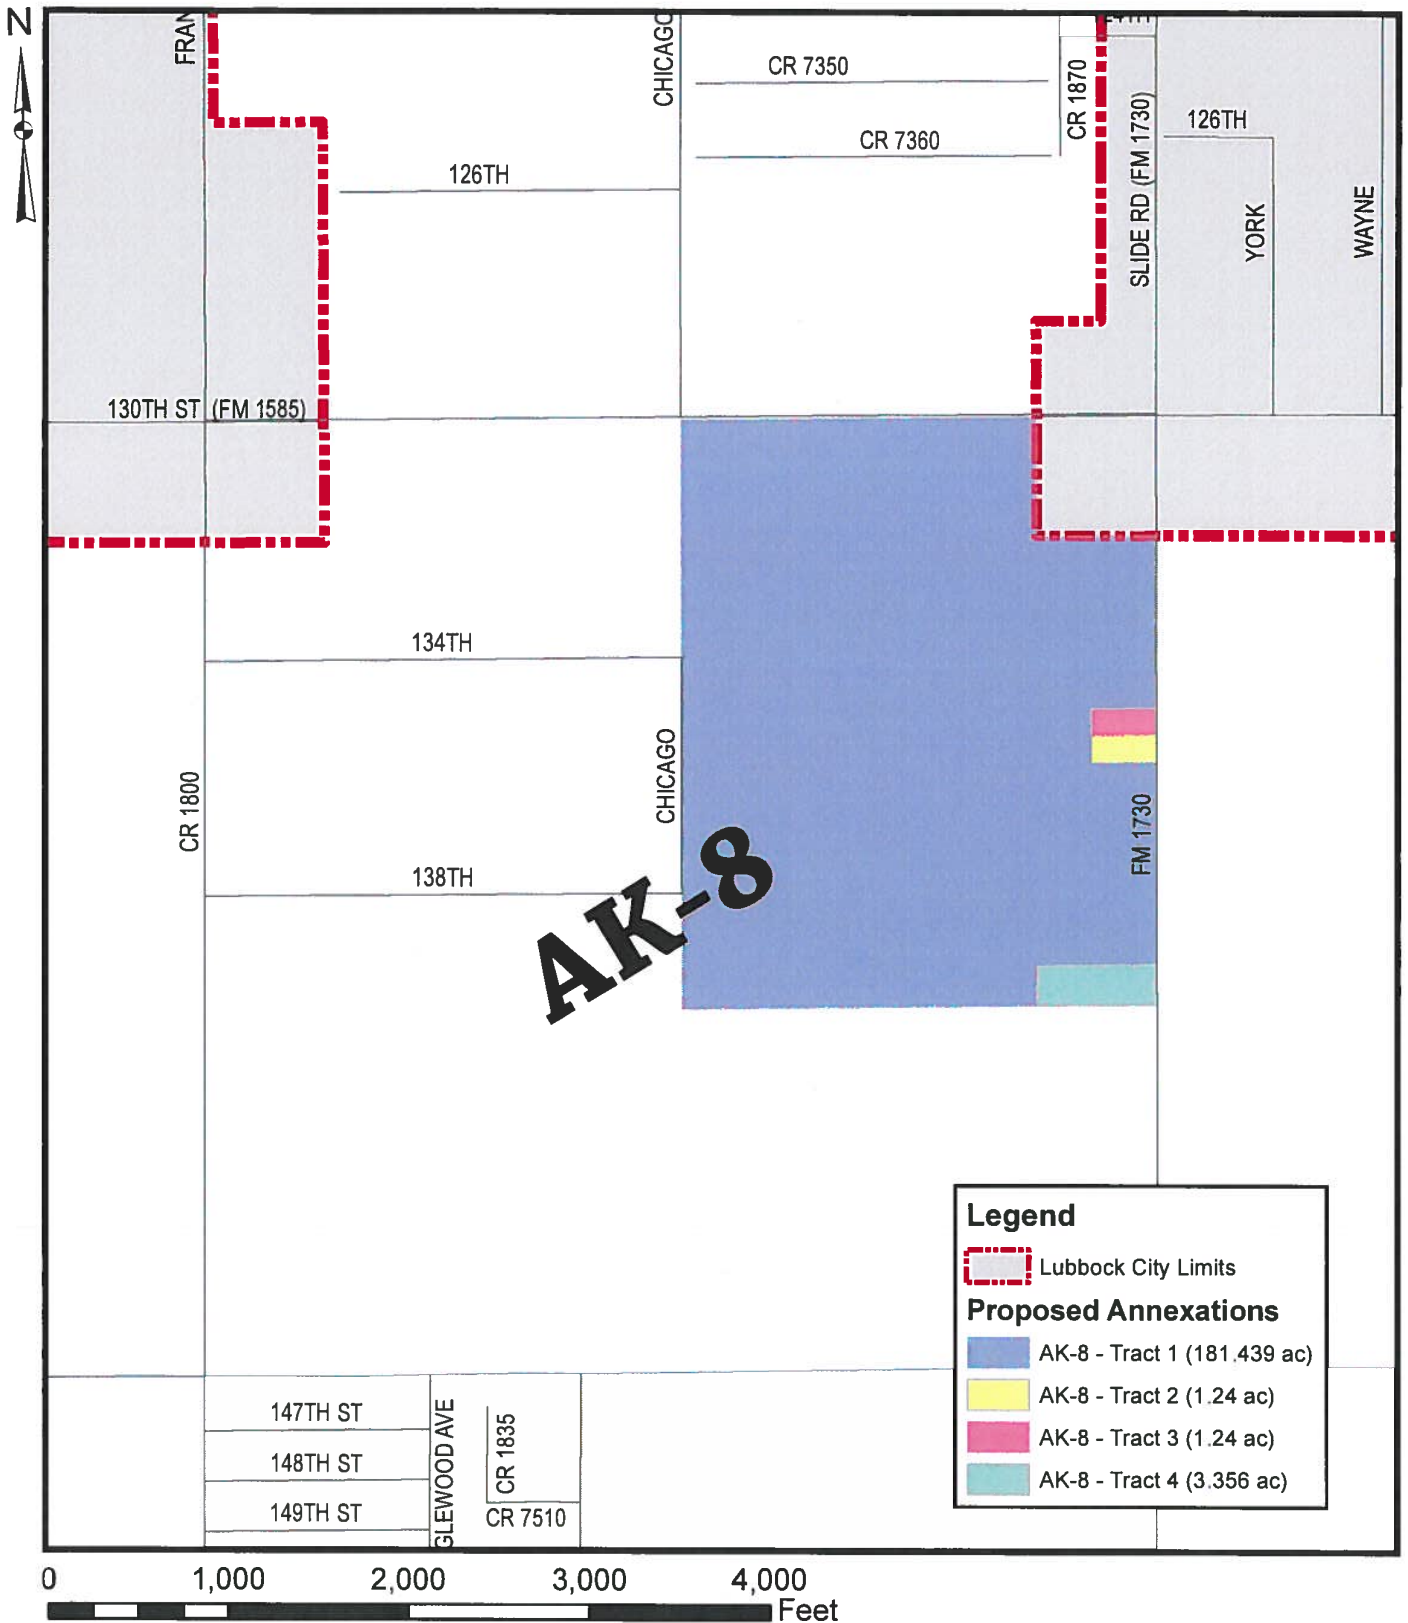 N
FRAN
CHICAGO
CR 7350
CR 1870
24TH
SLIDE RD (FM 1730)
126TH
CR 7360
126TH
YORK
WAYNE
130TH ST (FM 1585)
134TH
CHICAGO
CR 1800
FM 1730
138TH
AK-8
Legend
Lubbock City Limits
Proposed Annexations
AK-8 - Tract 1 (181.439 ac)
AK-8 - Tract 2 (1.24 ac)
AK-8 - Tract 3 (1.24 ac)
AK-8 - Tract 4 (3.356 ac)
147TH ST
148TH ST
149TH ST
GLEWOOD AVE
CR 1835
CR 7510
0 1,000 2,000 3,000 4,000
Feet